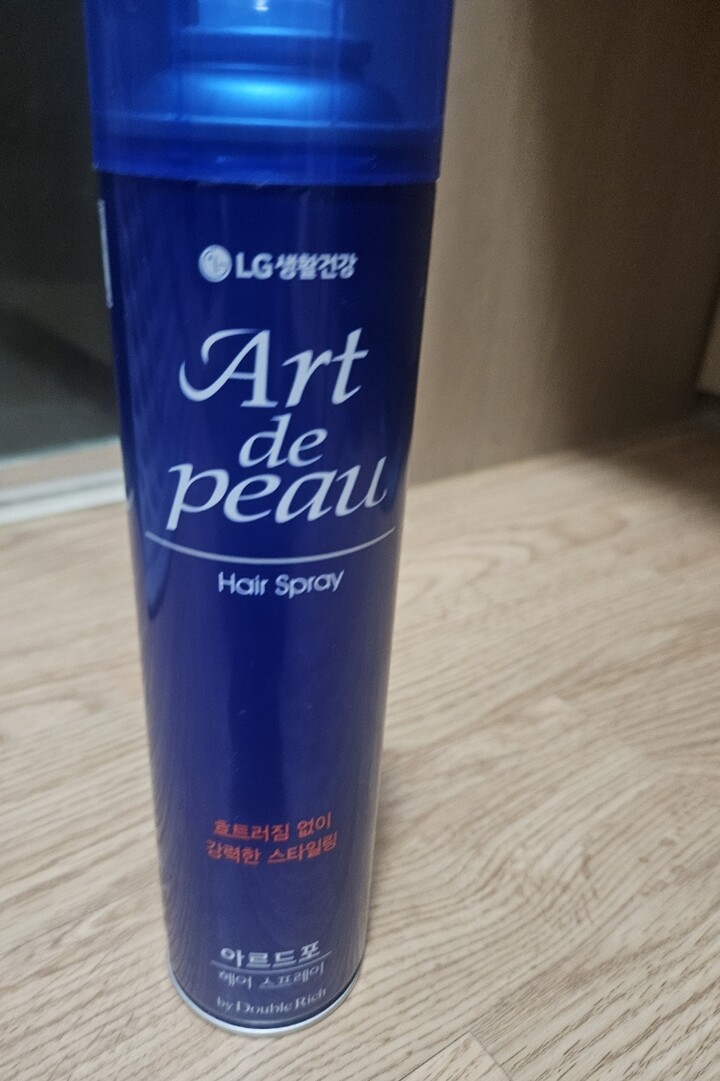 LG생활건강
Art
de
peau
Hair Spray
흐트러짐 없이
강력한 스타일링
아르드포
헤어 스프레이
by Double Rich